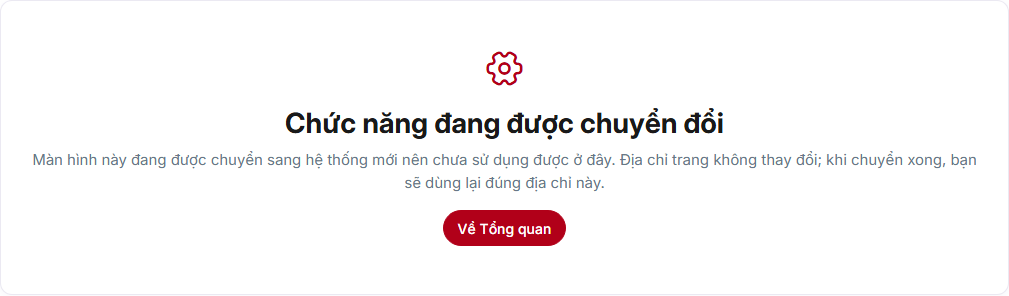 Chức năng đang được chuyển đổi
Màn hình này đang được chuyển sang hệ thống mới nên chưa sử dụng được ở đây. Địa chỉ trang không thay đổi; khi chuyển xong, bạn
sẽ dùng lại đúng địa chỉ này.
Về Tổng quan